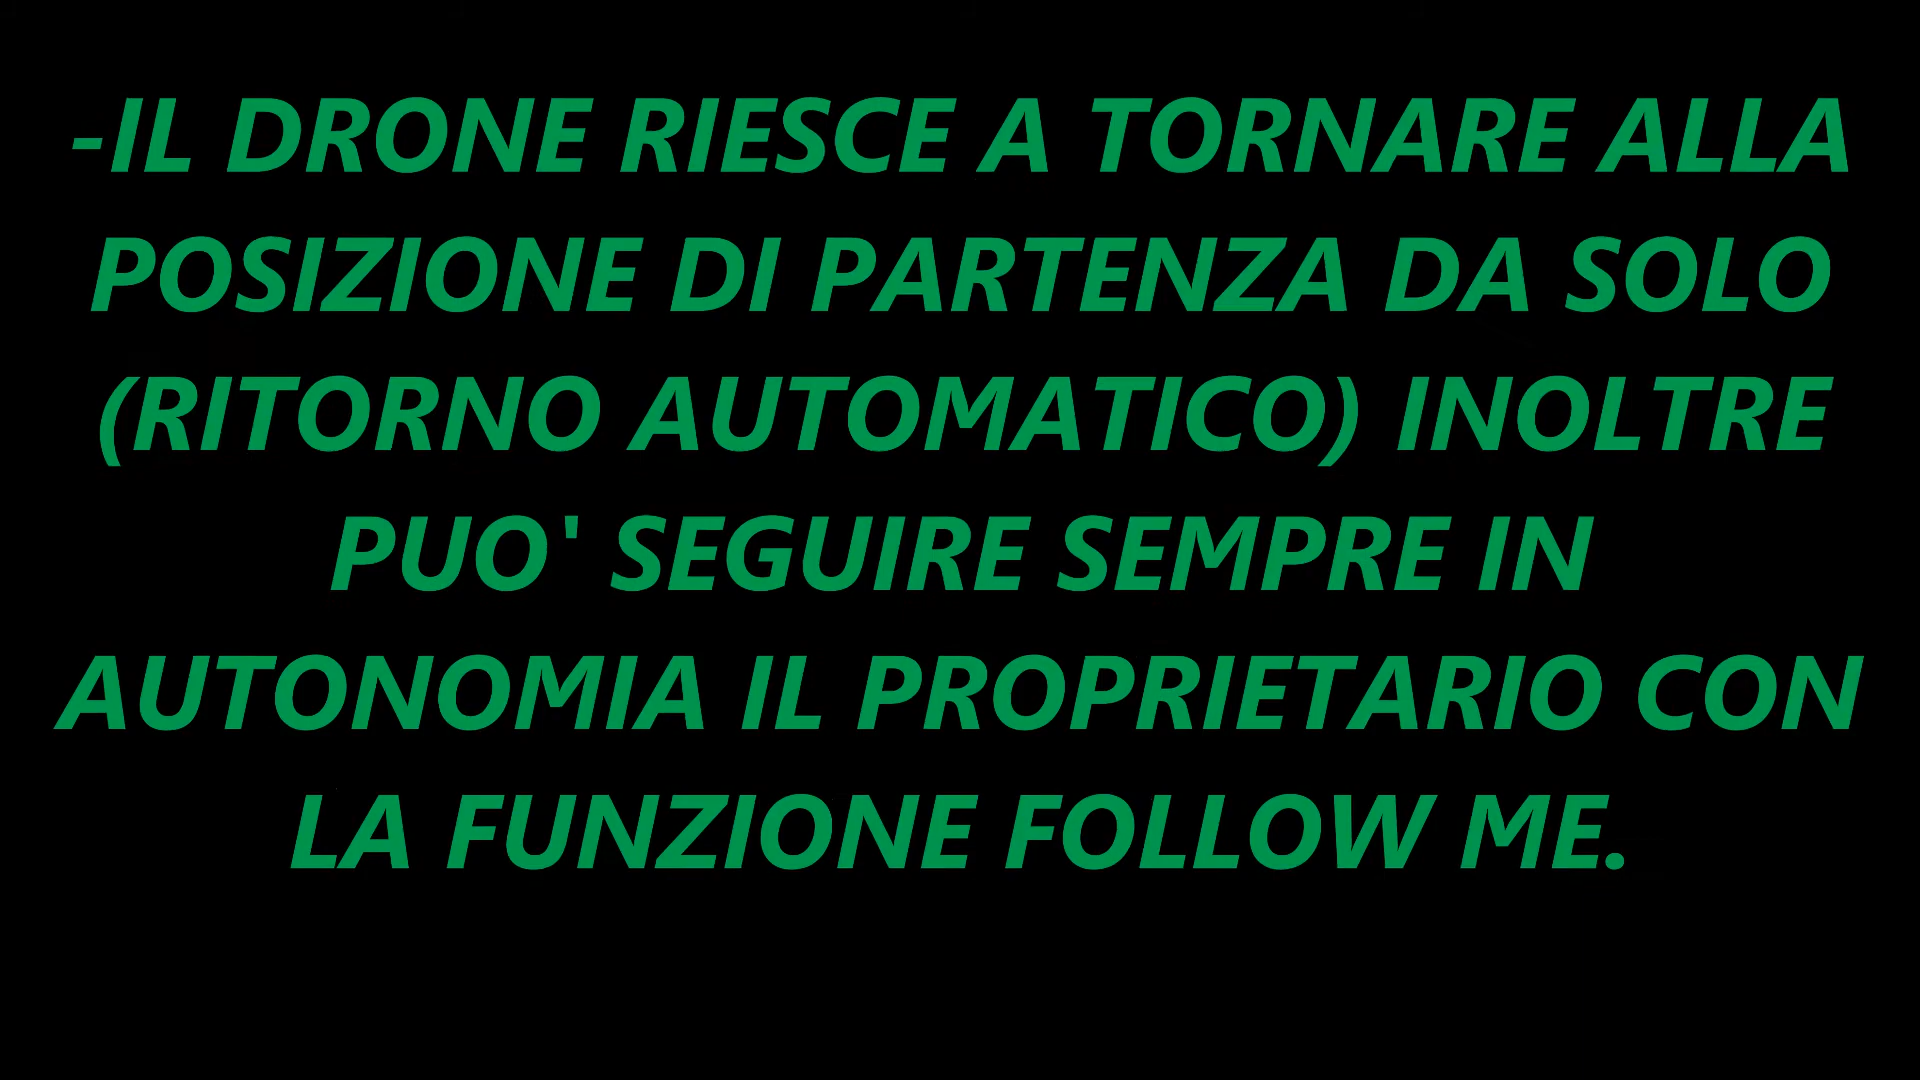 -IL DRONE RIESCE A TORNARE ALLA
POSIZIONE DI PARTENZA DA SOLO
(RITORNO AUTOMATICO) INOLTRE
PUO' SEGUIRE SEMPRE IN
AUTONOMIA IL PROPRIETARIO CON
LA FUNZIONE FOLLOW ME.